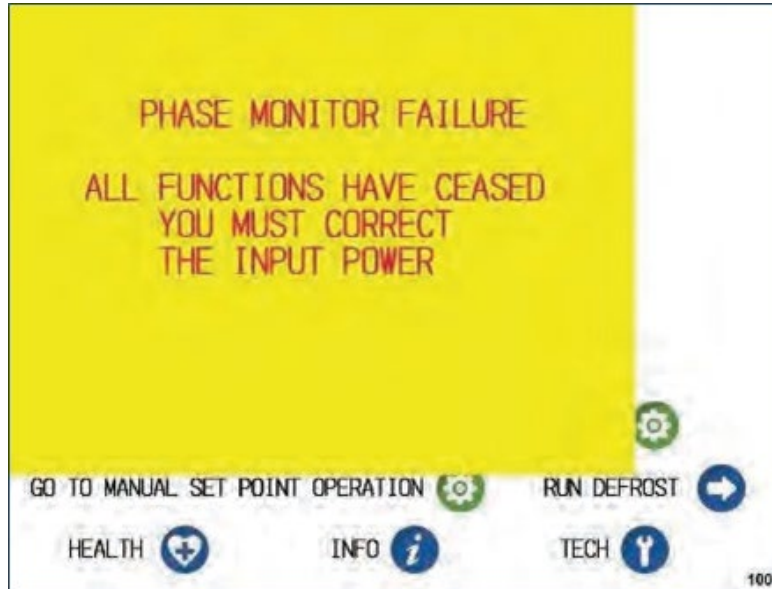 PHASE MONITOR FAILURE
ALL FUNCTIONS HAVE CEASED
YOU MUST CORRECT
THE INPUT POWER
GO TO MANUAL SET POINT OPERATION RUN DEFROST
HEALTH INFO TECH
100